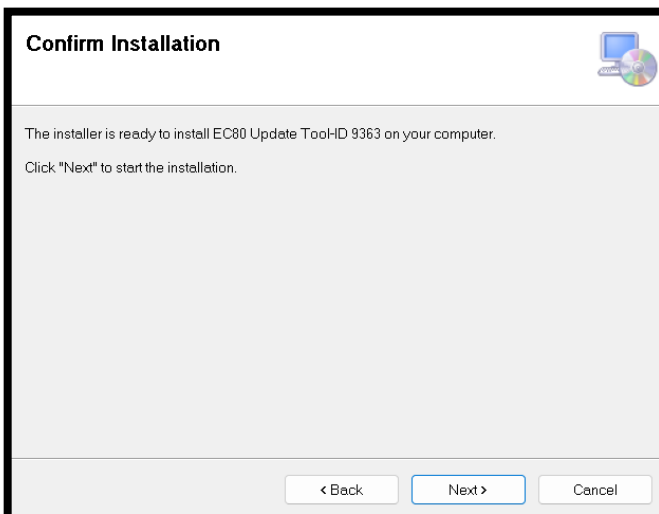 Confirm Installation
The installer is ready to install EC80 Update Tool-ID 9363 on your computer.
Click "Next" to start the installation.
< Back
Next >
Cancel